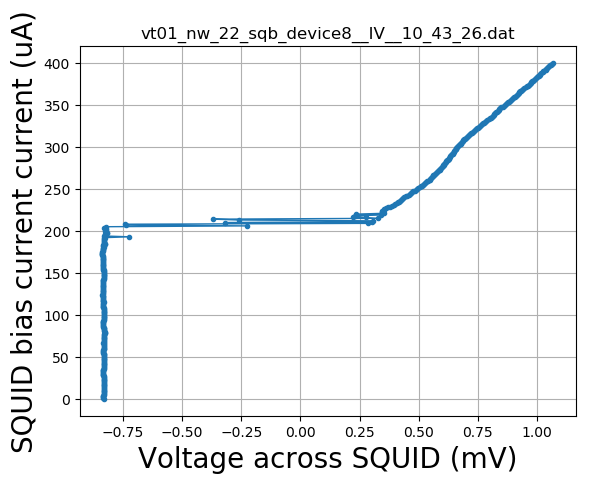 vt01_nw_22_sqb_device8__IV__10_43_26.dat
SQUID bias current current (uA)
400
350
300
250
200
150
100
50
0
−0.75 −0.50 −0.25 0.00 0.25 0.50 0.75 1.00
Voltage across SQUID (mV)